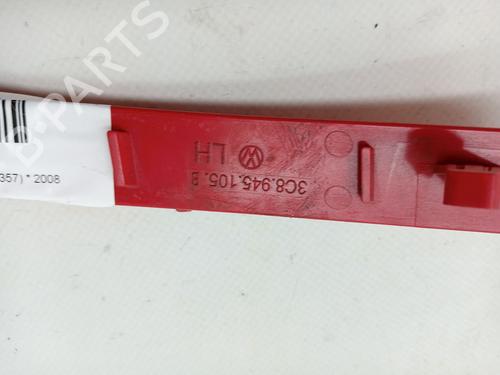 B-PARTS
357) * 2008
LH
3C8.945.105.B